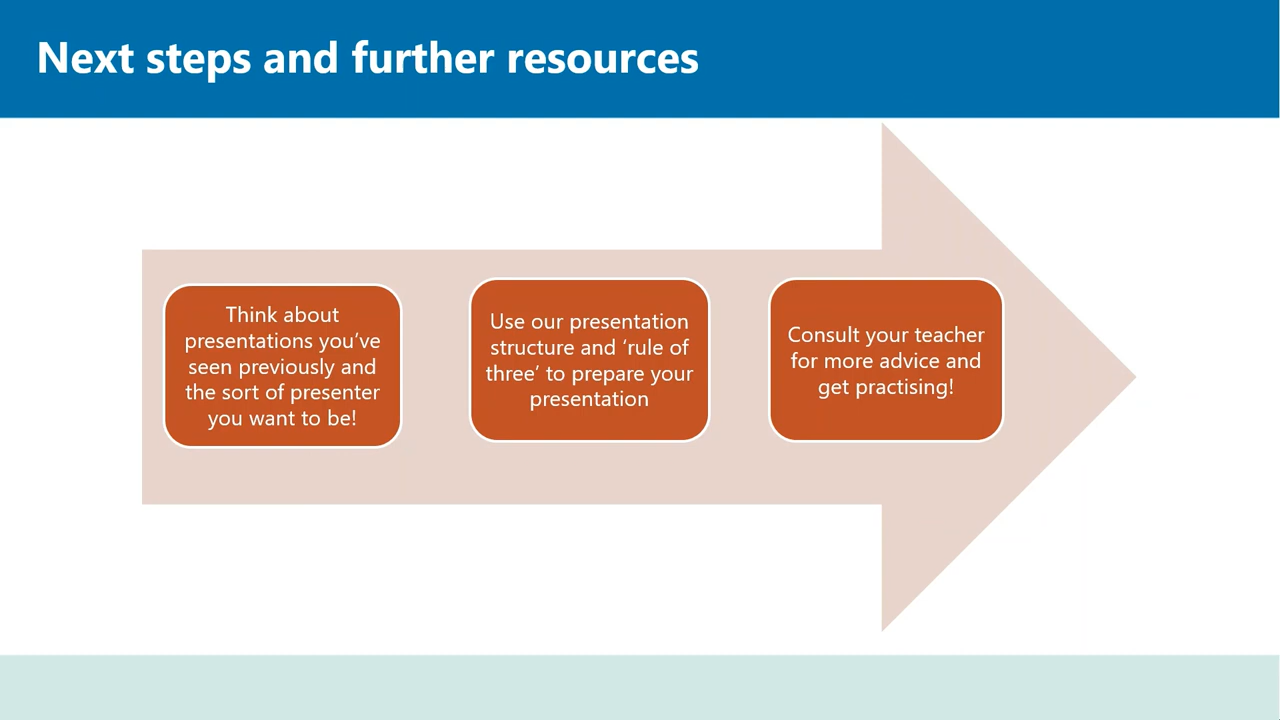 Next steps and further resources
Think about
presentations you’ve
seen previously and
the sort of presenter
you want to be!
Use our presentation
structure and ‘rule of
three’ to prepare your
presentation
Consult your teacher
for more advice and
get practising!